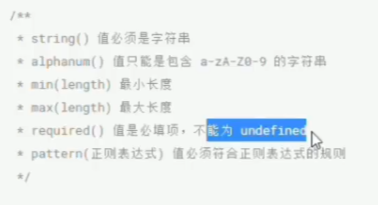 /**
* string() 值必须是字符串
* alphanum() 值只能是包含 a-zA-Z0-9 的字符串
* min(length) 最小长度
* max(length) 最大长度
* required() 值是必填项，不能为 undefined
* pattern(正则表达式) 值必须符合正则表达式的规则
*/